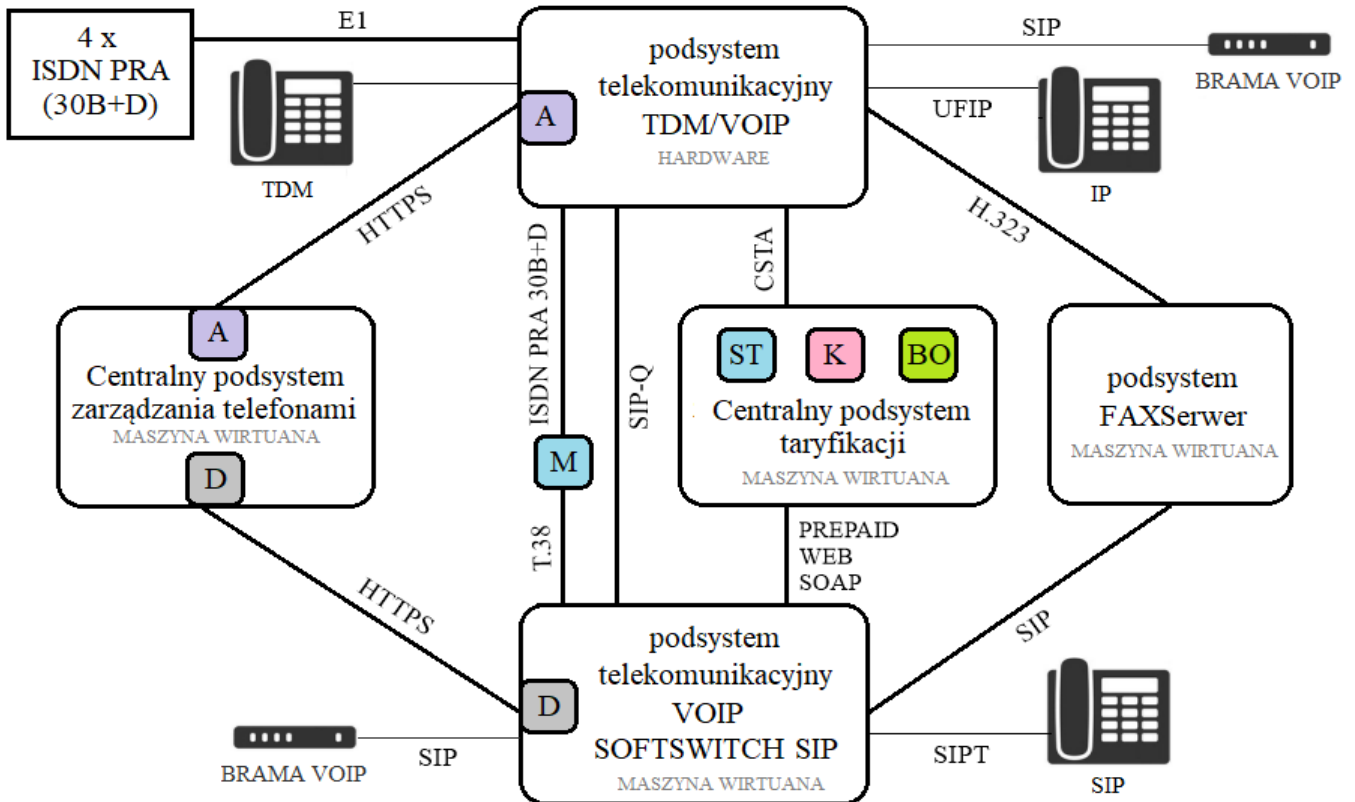 4 x
ISDN PRA
(30B+D)
E1
TDM
podsystem
telekomunikacyjny
TDM/VOIP
HARDWARE
A
SIP
BRAMA VOIP
UFIP
IP
HTTPS
ISDN PRA 30B+D
SIP-Q
CSTA
H.323
A
Centralny podsystem
zarządzania telefonami
MASZYNA WIRTUANA
D
M
T.38
ST
K
BO
Centralny podsystem
taryfikacji
MASZYNA WIRTUANA
podsystem
FAXSerwer
MASZYNA WIRTUANA
HTTPS
PREPAID
WEB
SOAP
SIP
podsystem
telekomunikacyjny
VOIP
SOFTSWITCH SIP
MASZYNA WIRTUANA
D
BRAMA VOIP
SIP
SIPT
SIP